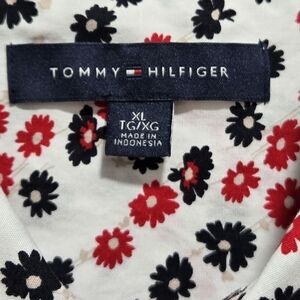 TOMMY HILFIGER
XL
TG/XG
MADE IN
INDONESIA